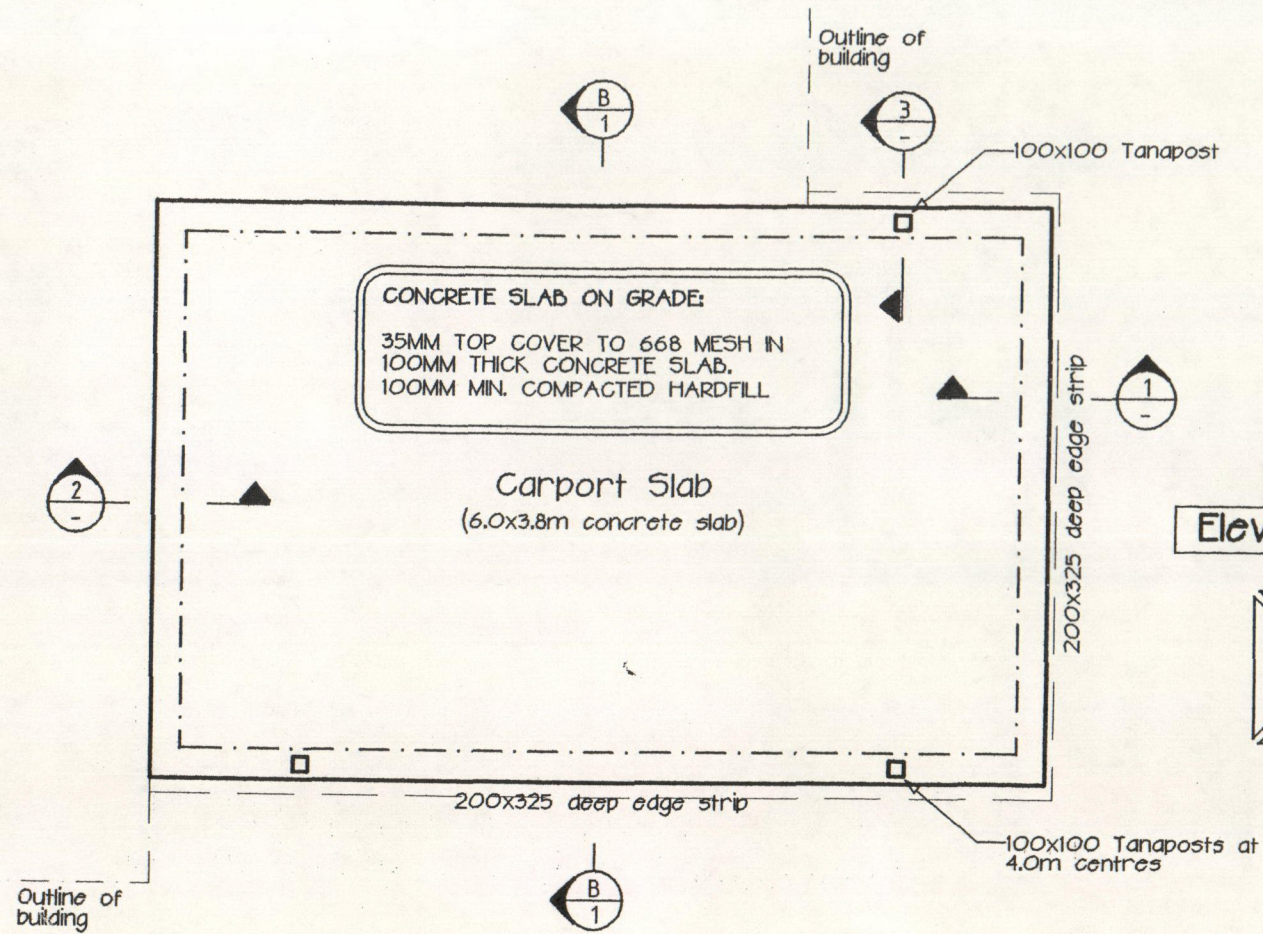 Outline of
building
B
1
3
-
100x100 Tanapost
CONCRETE SLAB ON GRADE:
35MM TOP COVER TO 668 MESH IN
100MM THICK CONCRETE SLAB.
100MM MIN. COMPACTED HARDFILL
1
-
200x325 deep edge strip
2
-
Carport Slab
(6.0x3.8m concrete slab)
Elev
200x325 deep edge strip
100x100 Tanaposts at
4.0m centres
Outline of
building
B
1